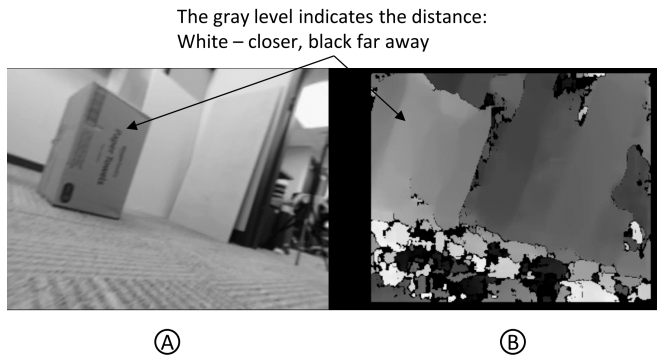 The gray level indicates the distance:
White – closer, black far away
Paper Towels
A
B